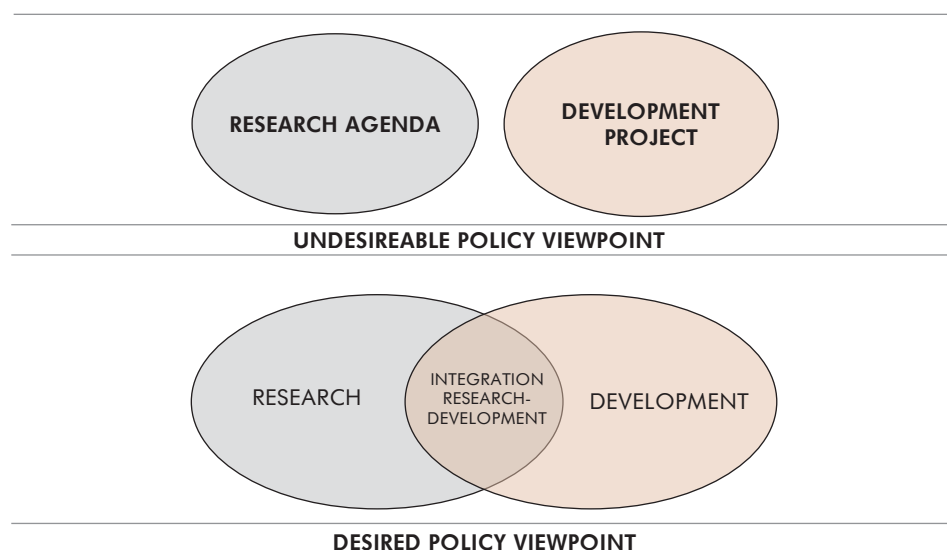 RESEARCH AGENDA
DEVELOPMENT
PROJECT
UNDESIREABLE POLICY VIEWPOINT
RESEARCH
INTEGRATION
RESEARCH-
DEVELOPMENT
DEVELOPMENT
DESIRED POLICY VIEWPOINT